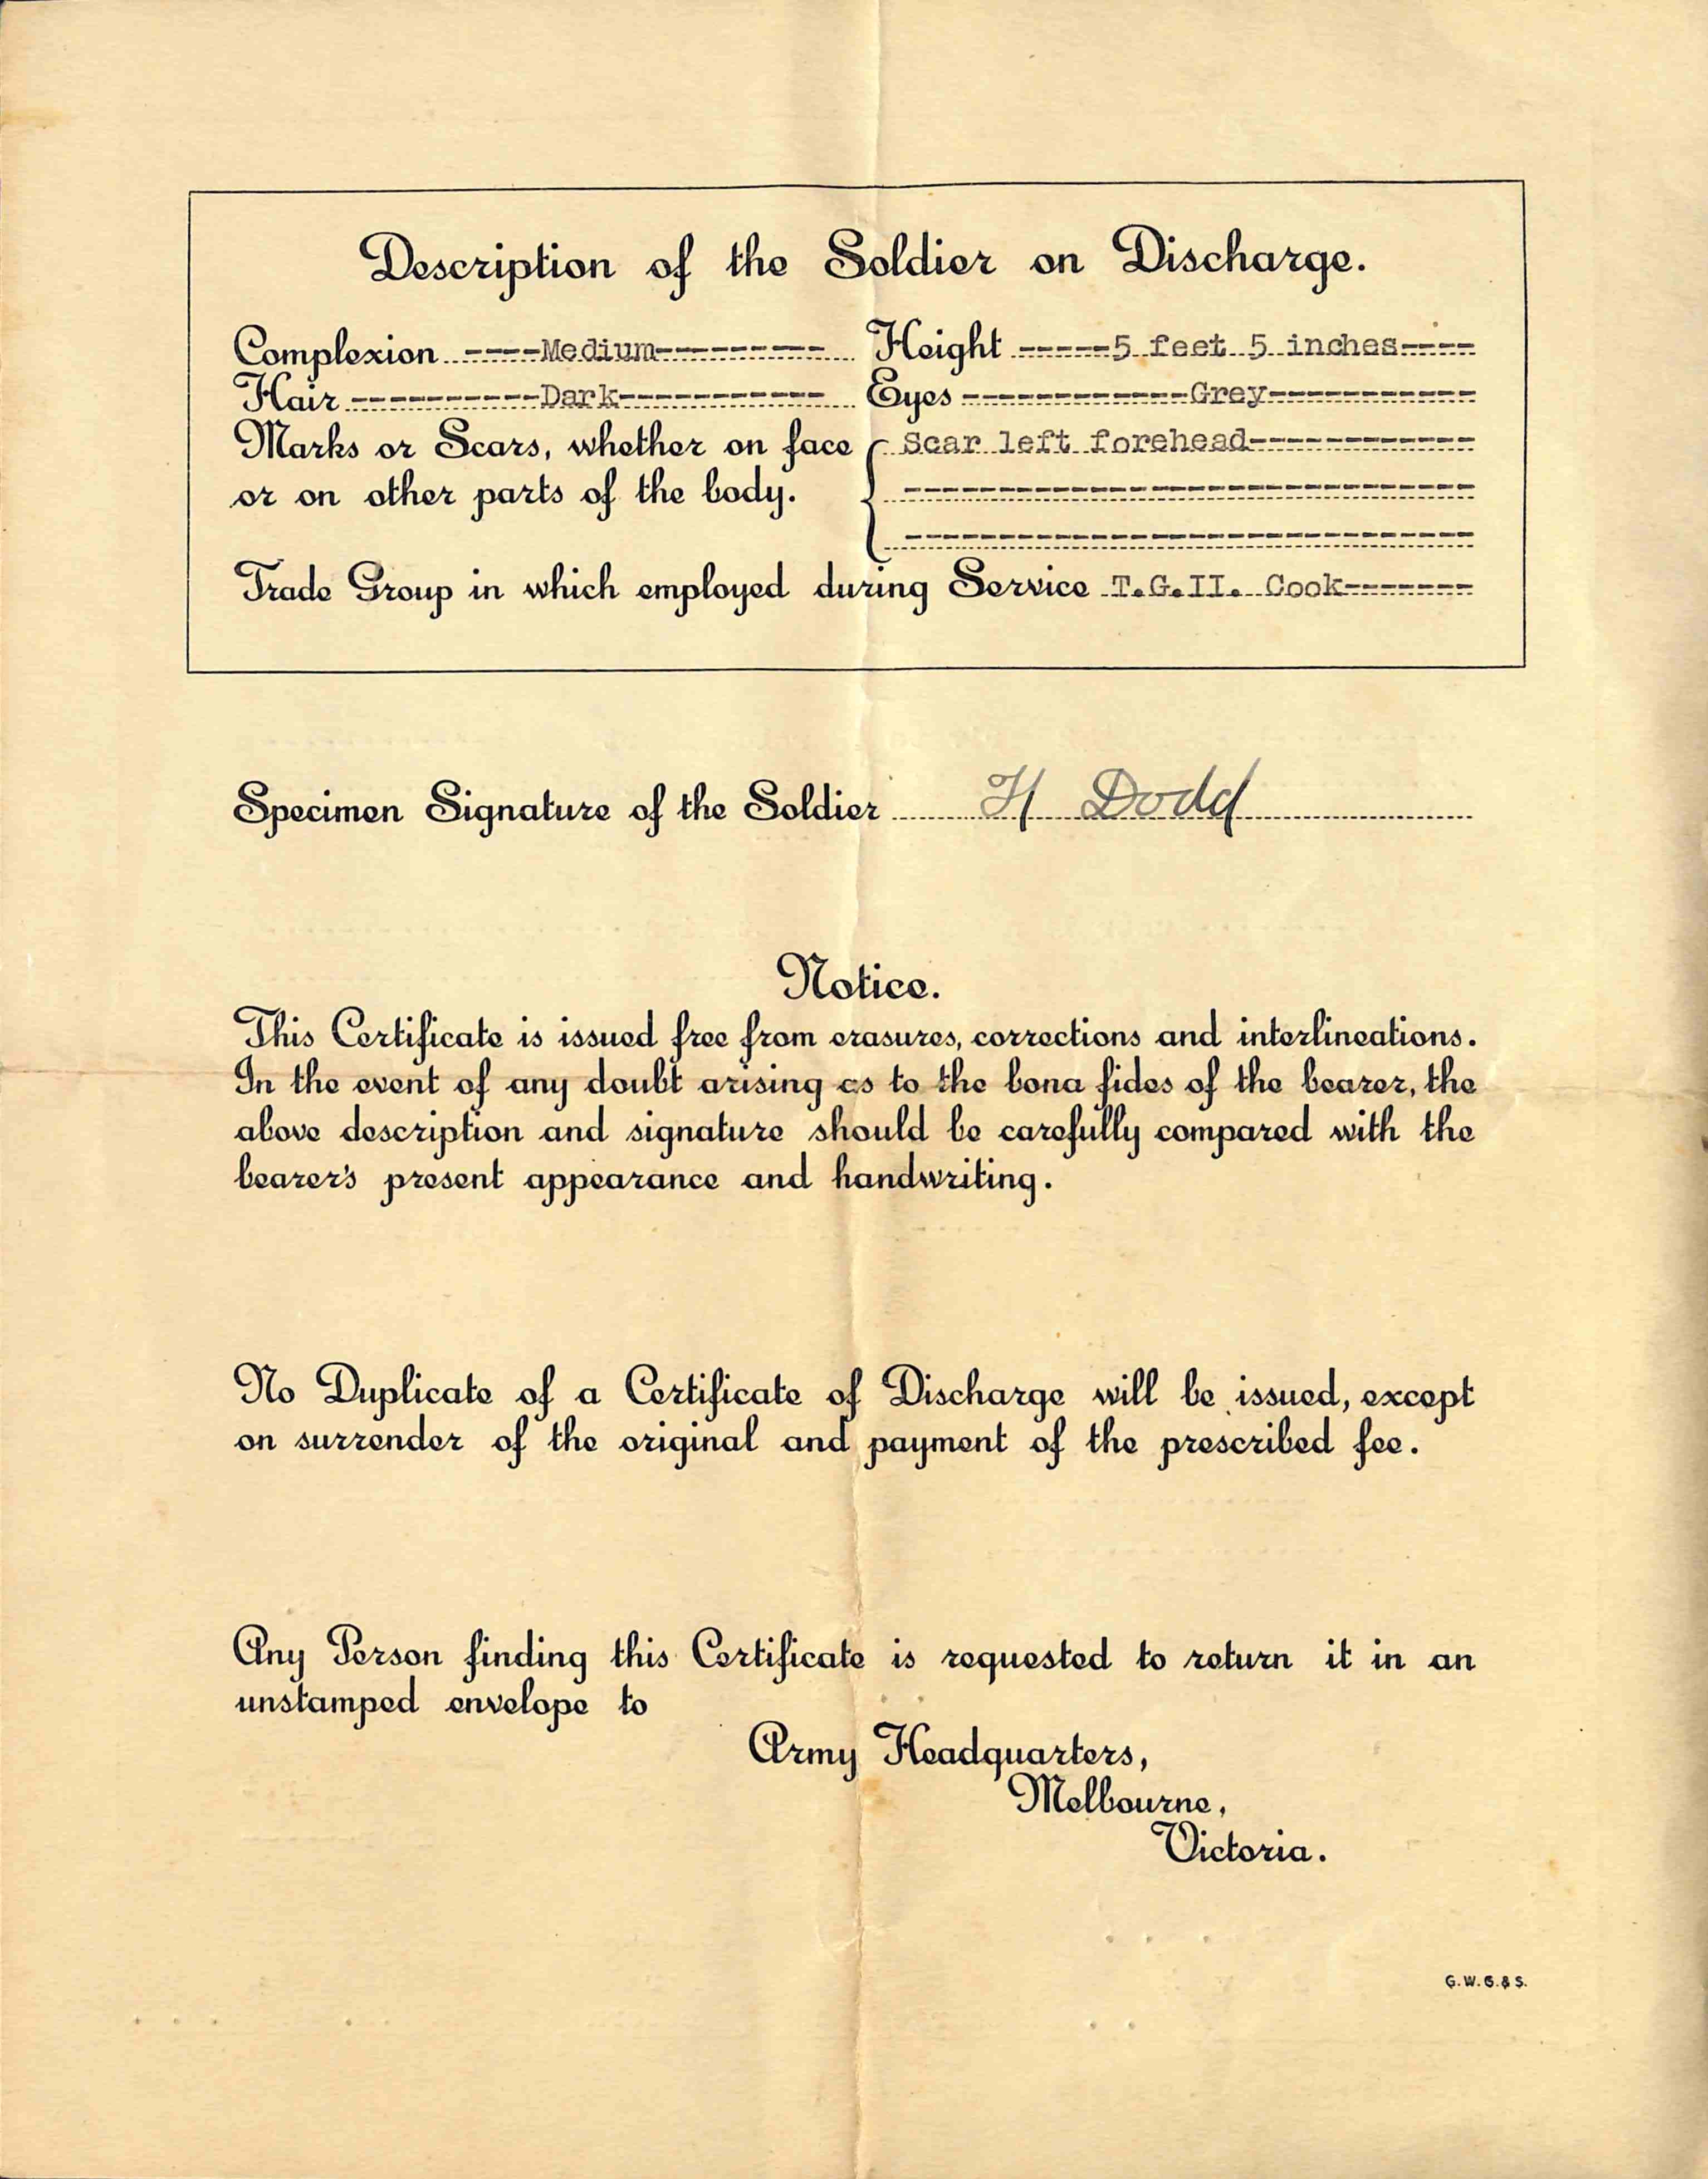 Description of the Soldier on Discharge.
Complexion ----Medium--------- Height -----5 feet 5 inches----
Hair ----------Dark----------- Eyes ------------Grey-----------
Marks or Scars, whether on face Scar left forehead------------
or on other parts of the body.
Trade Group in which employed during Service T.G.II. Cook-------
Specimen Signature of the Soldier H Dodd
Notice.
This Certificate is issued free from erasures, corrections and interlineations.
In the event of any doubt arising as to the bona fides of the bearer, the
above description and signature should be carefully compared with the
bearer's present appearance and handwriting.
No Duplicate of a Certificate of Discharge will be issued, except
on surrender of the original and payment of the prescribed fee.
Any Person finding this Certificate is requested to return it in an
unstamped envelope to
Army Headquarters,
Melbourne,
Victoria.
G.W.G.& S.